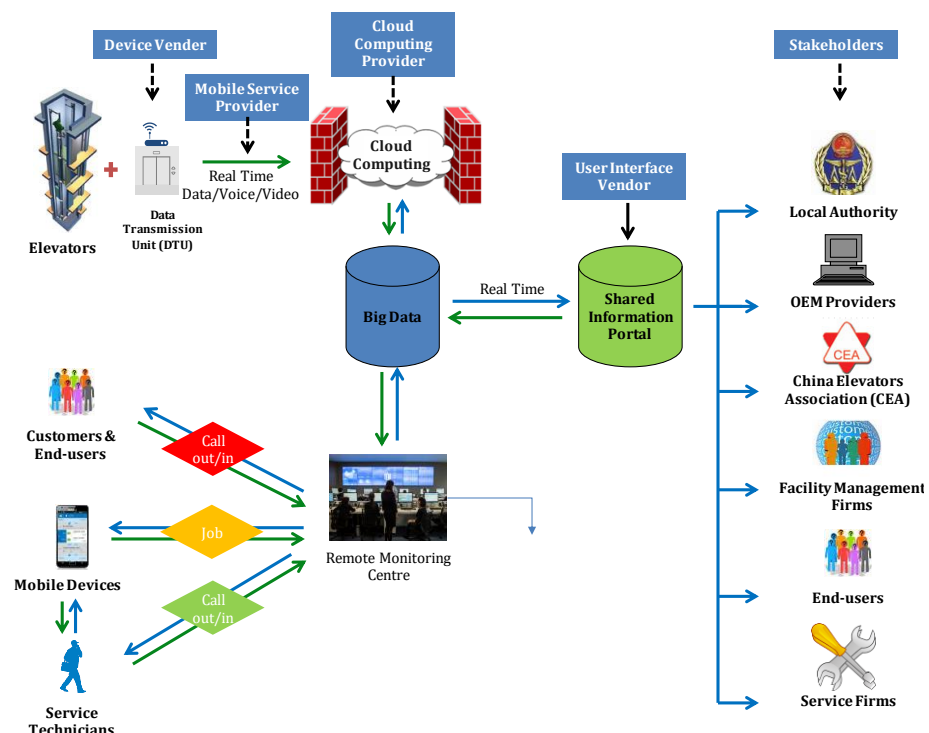 Device Vender
Cloud
Computing
Provider
Stakeholders
Mobile Service
Provider
Cloud
Computing
Real Time
Data/Voice/Video
User Interface
Vendor
Elevators
Data
Transmission
Unit (DTU)
Local Authority
Big Data
Real Time
Shared
Information
Portal
OEM Providers
CEA
China Elevators
Association (CEA)
Customers &
End-users
Call
out/in
Facility Management
Firms
Job
Remote Monitoring
Centre
Mobile Devices
Call
out/in
End-users
Service
Technicians
Service Firms